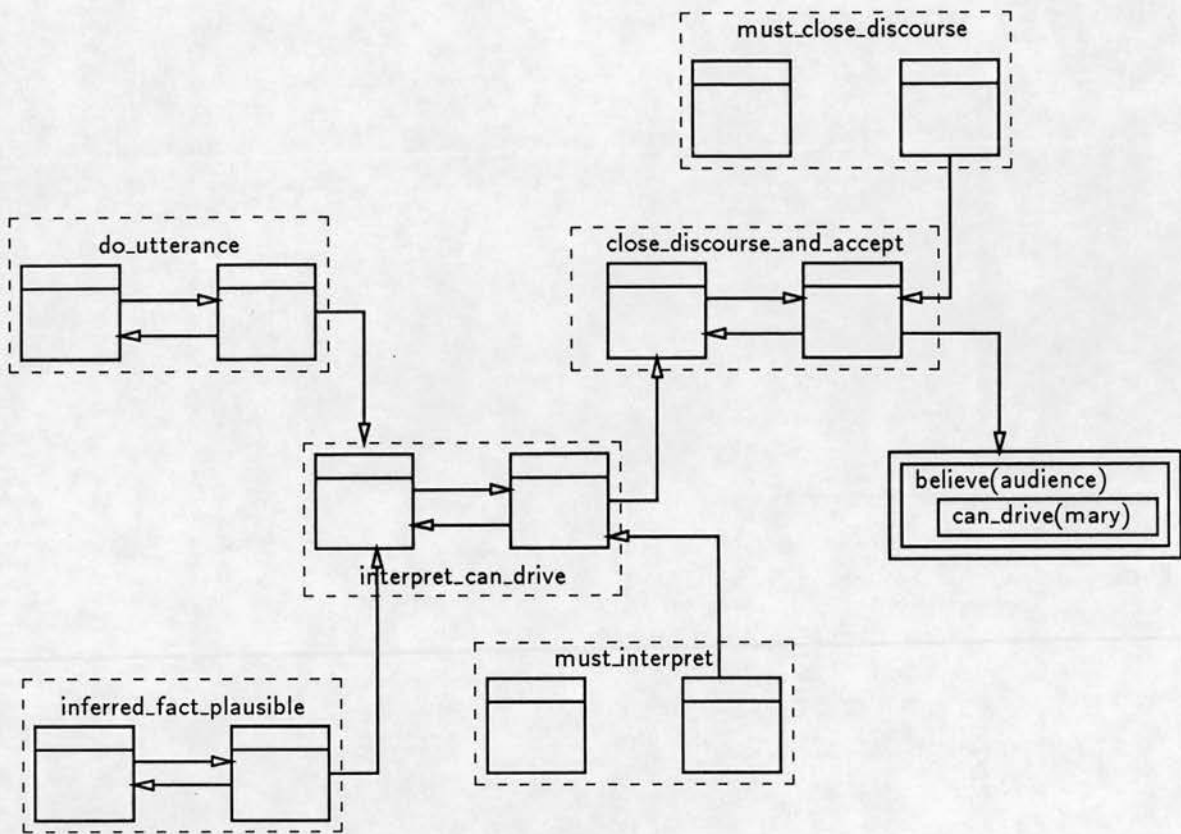 must_close_discourse
do_utterance
close_discourse_and_accept
believe(audience)
can_drive(mary)
interpret_can_drive
must_interpret
inferred_fact_plausible